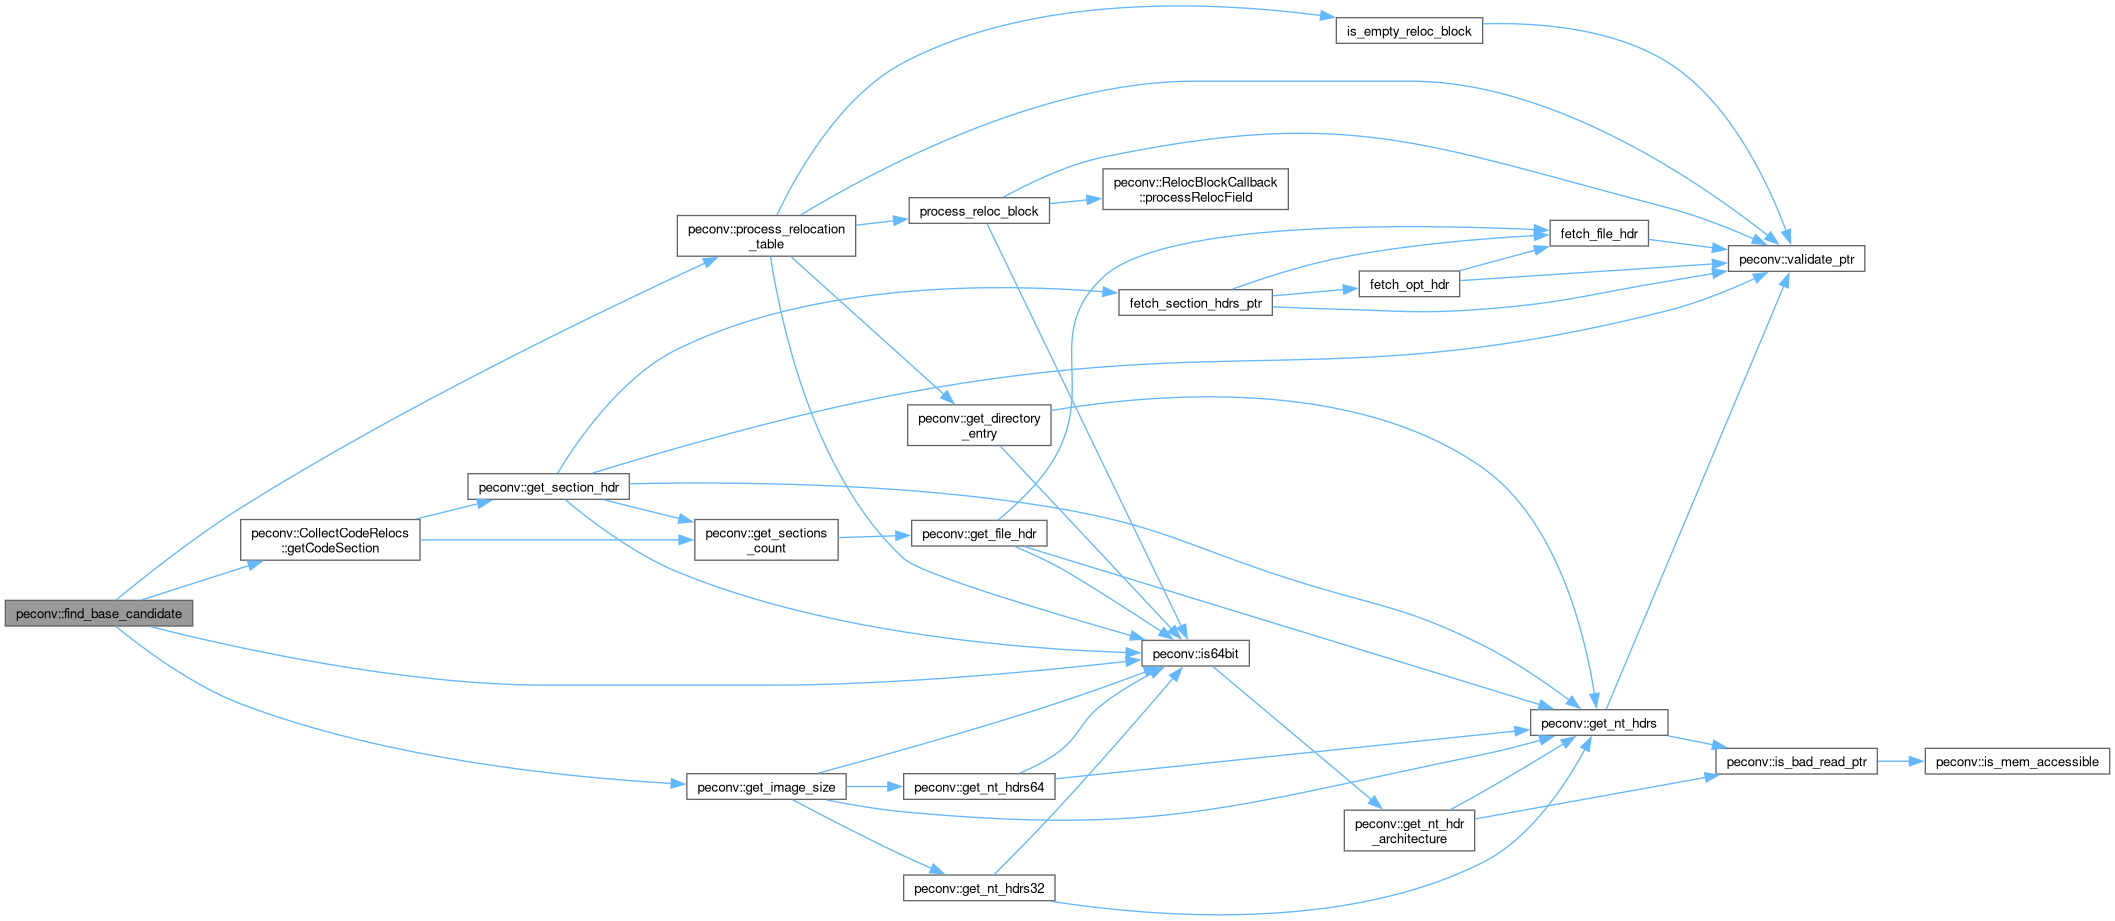 is_empty_reloc_block
peconv::RelocBlockCallback
::processRelocField
process_reloc_block
peconv::process_relocation
_table
fetch_file_hdr
peconv::validate_ptr
fetch_opt_hdr
fetch_section_hdrs_ptr
peconv::get_directory
_entry
peconv::get_section_hdr
peconv::CollectCodeRelocs
::getCodeSection
peconv::get_sections
_count
peconv::get_file_hdr
peconv::find_base_candidate
peconv::is64bit
peconv::get_nt_hdrs
peconv::is_bad_read_ptr
peconv::is_mem_accessible
peconv::get_image_size
peconv::get_nt_hdrs64
peconv::get_nt_hdr
_architecture
peconv::get_nt_hdrs32